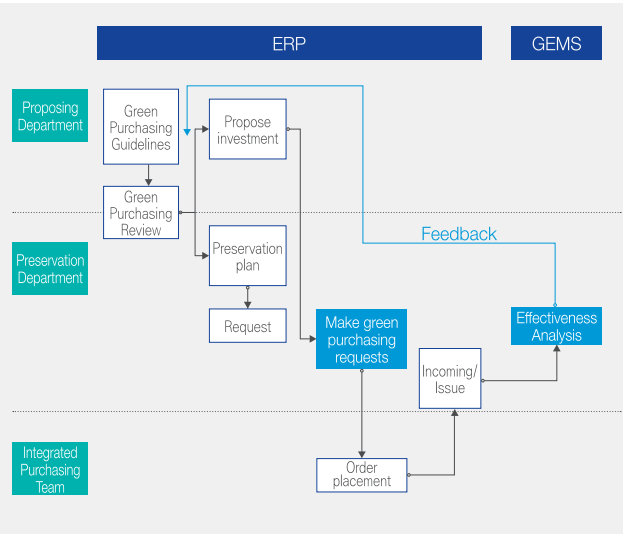 ERP
GEMS
Proposing
Department
Green
Purchasing
Guidelines
Propose
investment
Green
Purchasing
Review
Preservation
Department
Preservation
plan
Feedback
Request
Make green
purchasing
requests
Effectiveness
Analysis
Incoming/
Issue
Integrated
Purchasing
Team
Order
placement